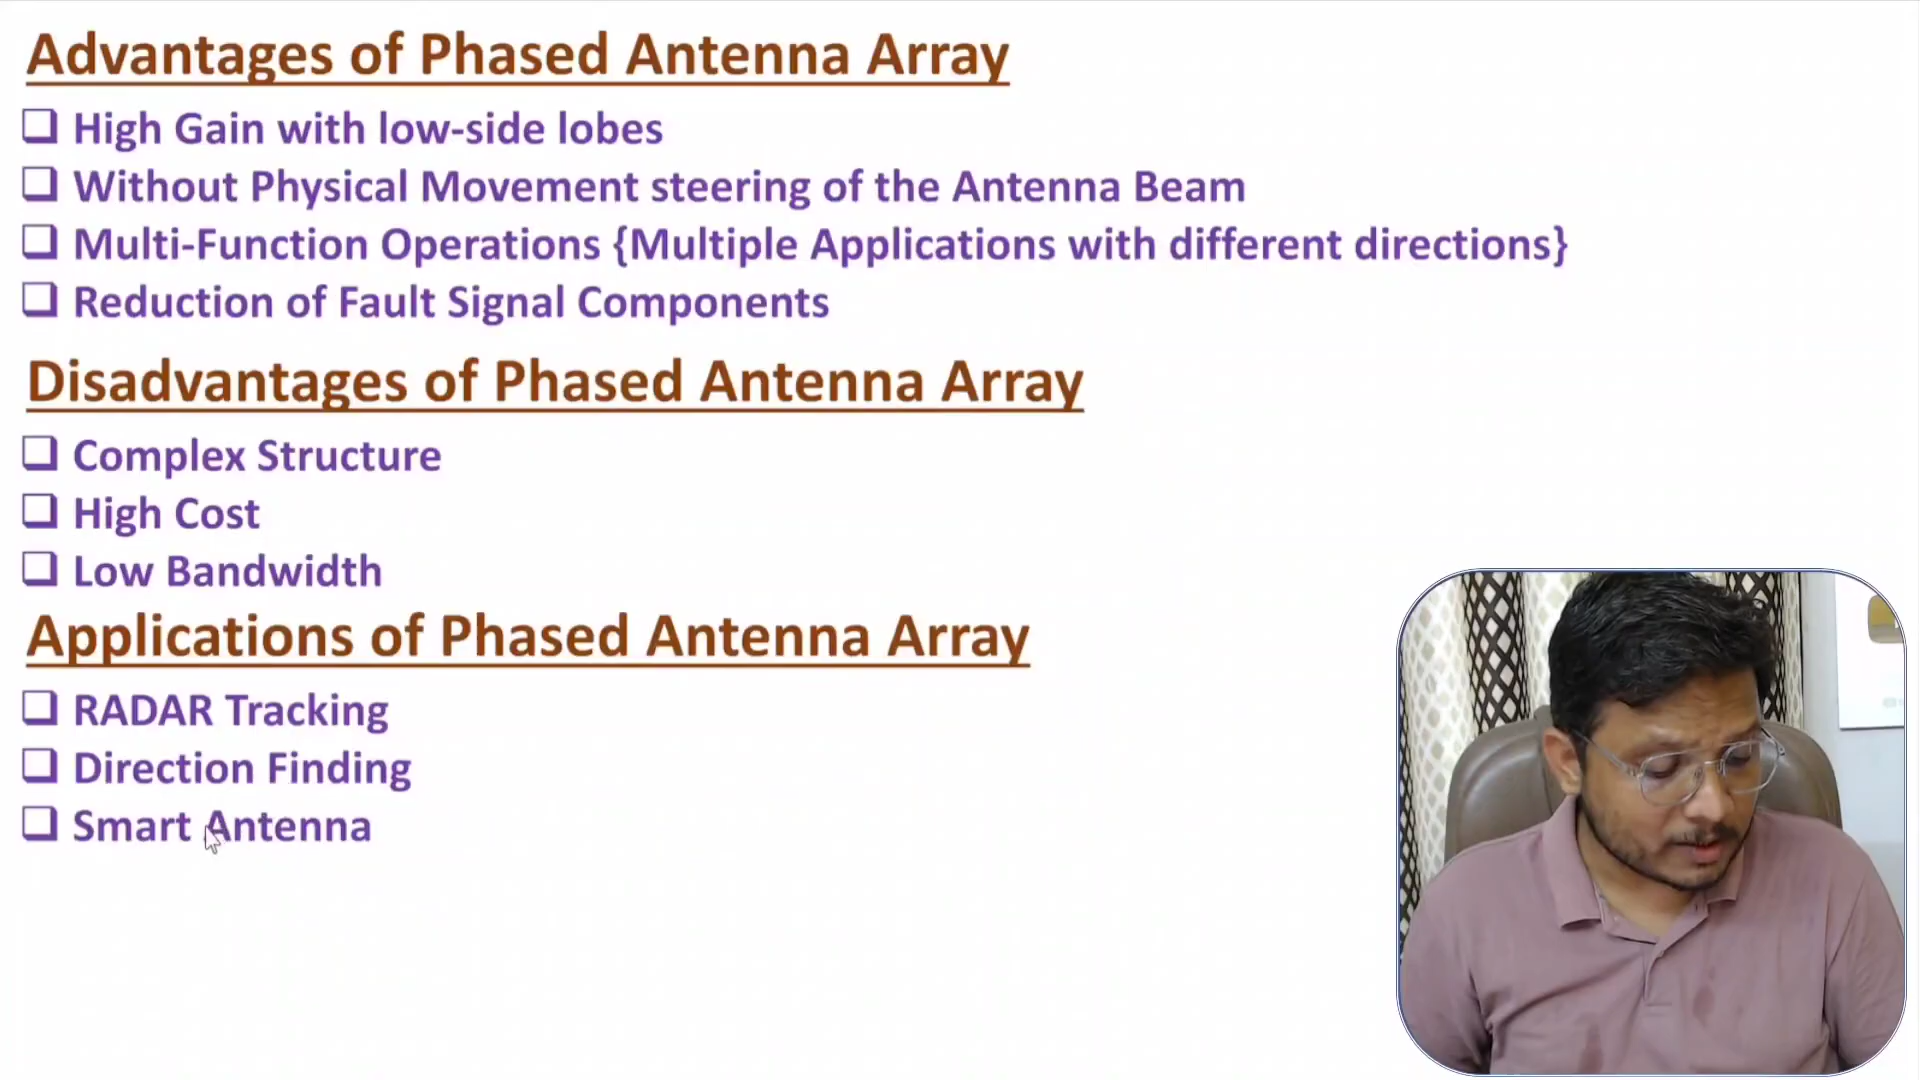 Advantages of Phased Antenna Array
High Gain with low-side lobes
Without Physical Movement steering of the Antenna Beam
Multi-Function Operations {Multiple Applications with different directions}
Reduction of Fault Signal Components
Disadvantages of Phased Antenna Array
Complex Structure
High Cost
Low Bandwidth
Applications of Phased Antenna Array
RADAR Tracking
Direction Finding
Smart Antenna